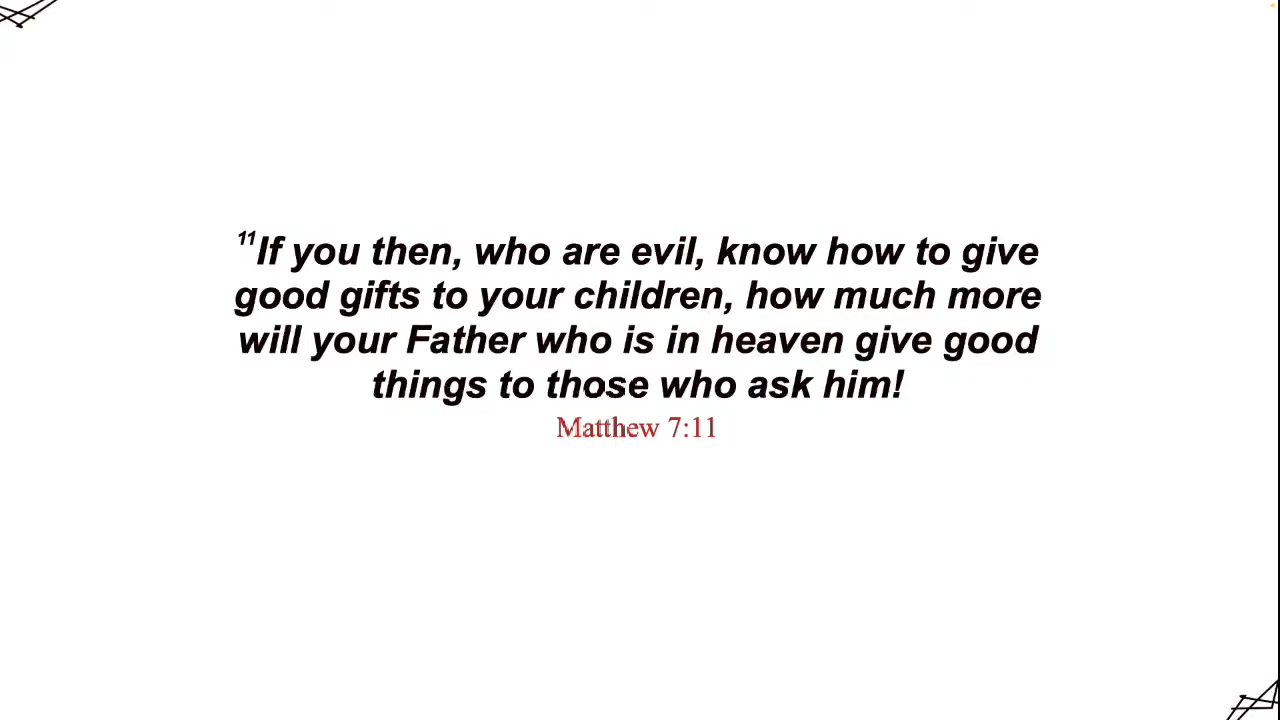 11If you then, who are evil, know how to give
good gifts to your children, how much more
will your Father who is in heaven give good
things to those who ask him!
Matthew 7:11